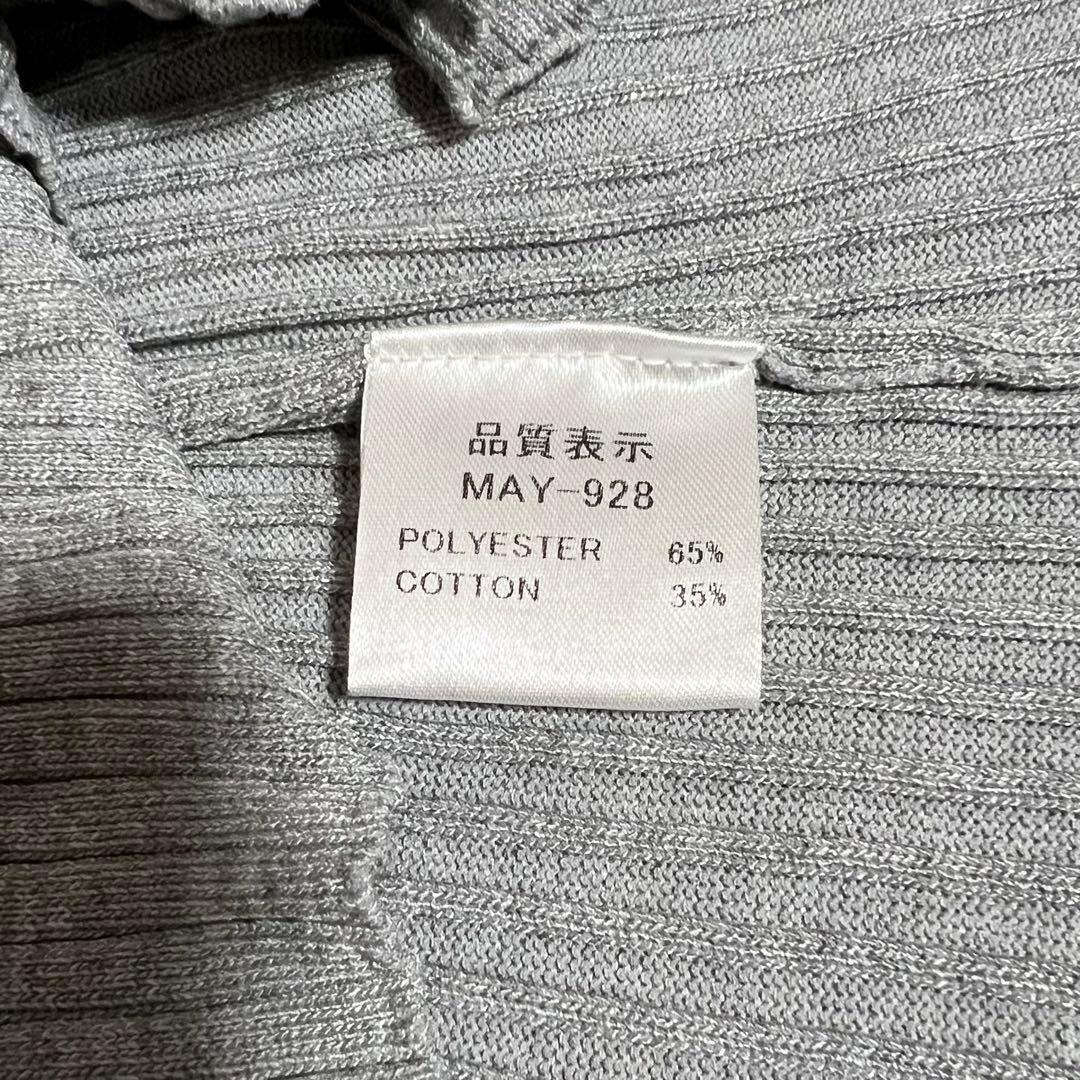 品質表示
MAY-928
POLYESTER 65%
COTTON 35%